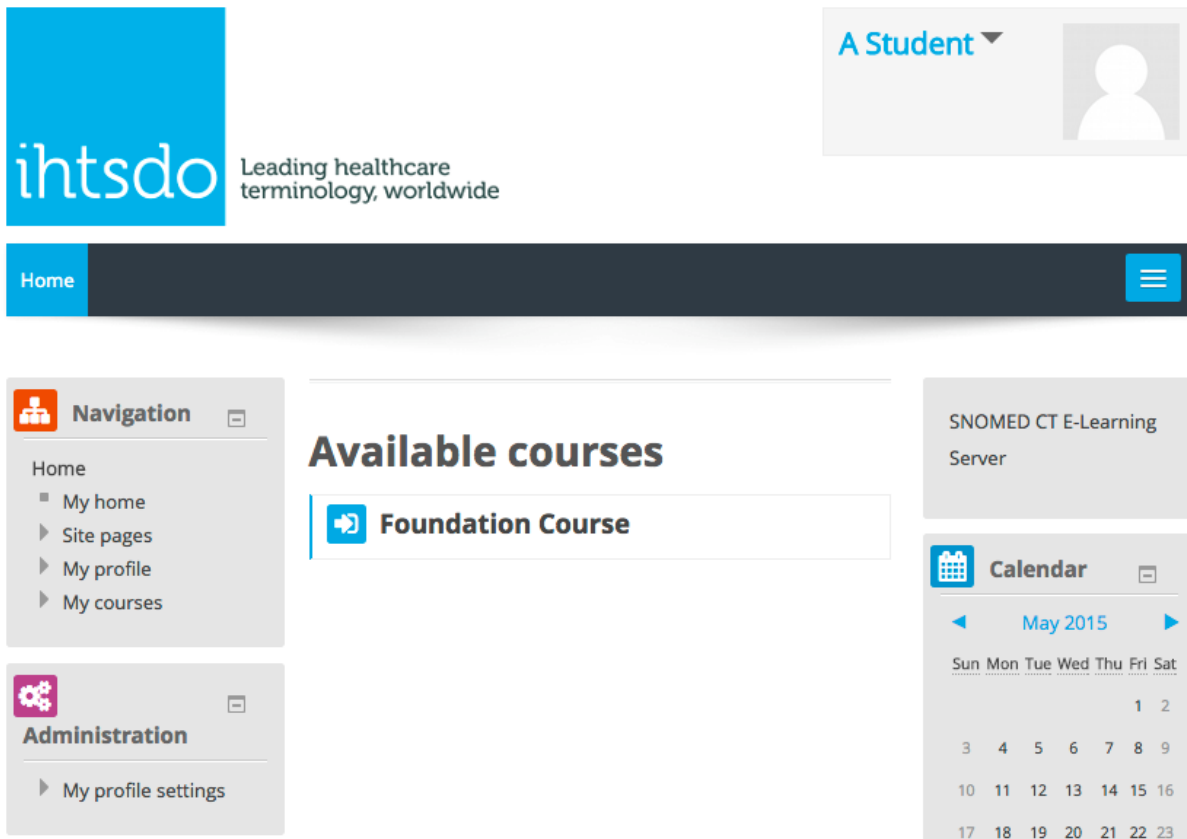 A Student
ihtsdo
Leading healthcare
terminology, worldwide
Home
Navigation
Home
My home
Site pages
My profile
My courses
Administration
My profile settings
Available courses
Foundation Course
SNOMED CT E-Learning
Server
Calendar
May 2015
Sun Mon Tue Wed Thu Fri Sat
1 2
3 4 5 6 7 8 9
10 11 12 13 14 15 16
17 18 19 20 21 22 23